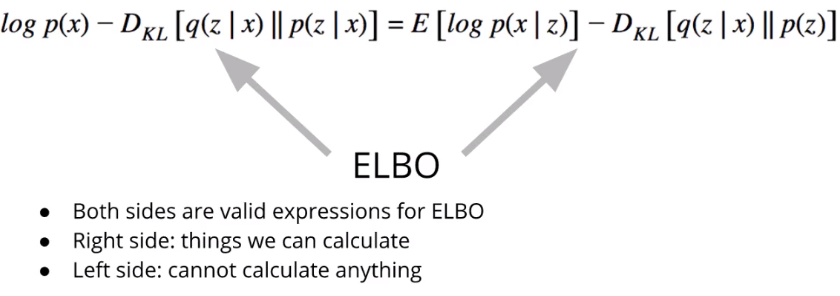 log p(x) − D_KL [q(z | x) || p(z | x)] = E [log p(x | z)] − D_KL [q(z | x) || p(z)]
ELBO
● Both sides are valid expressions for ELBO
● Right side: things we can calculate
● Left side: cannot calculate anything